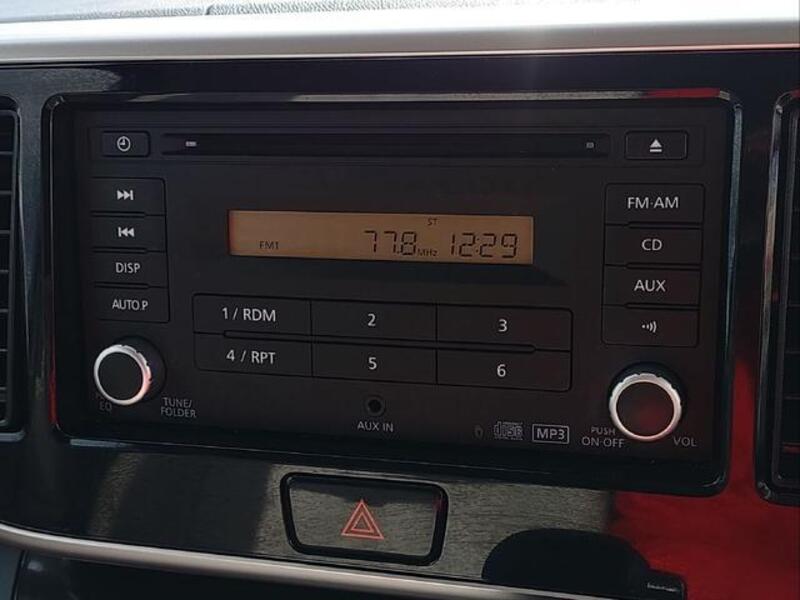 FM·AM
ST
FM1 77.8 MHz 12:29
CD
DISP
AUX
AUTO.P
1 / RDM 2 3
4 / RPT 5 6
EQ
TUNE/
FOLDER
AUX IN
disc
MP3
PUSH
ON·OFF
VOL